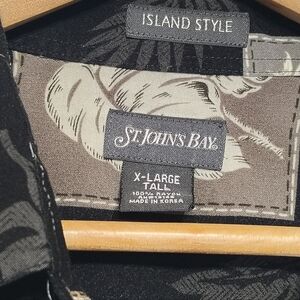 ISLAND STYLE
ST. JOHN'S BAY
X-LARGE
TALL
100% RAYON
MADE IN KOREA